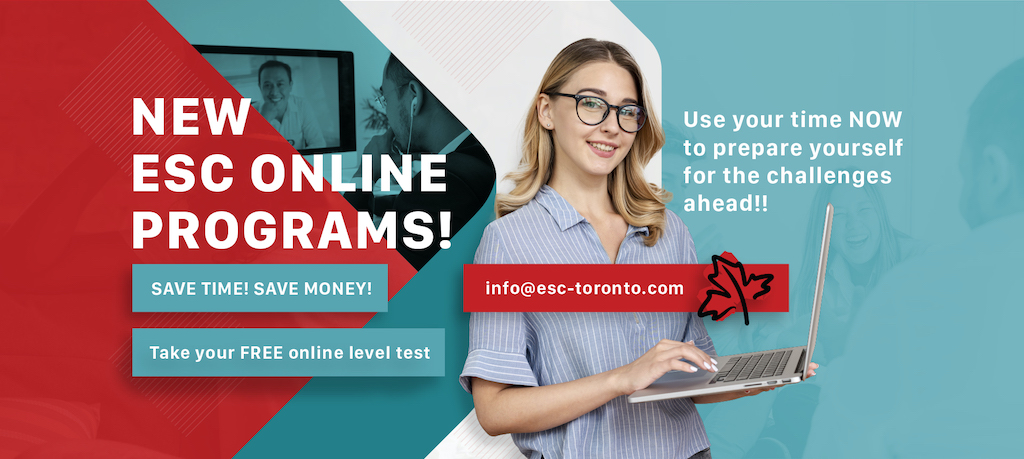 NEW
ESC ONLINE
PROGRAMS!
SAVE TIME! SAVE MONEY!
Take your FREE online level test
info@esc-toronto.com
Use your time NOW
to prepare yourself
for the challenges
ahead!!